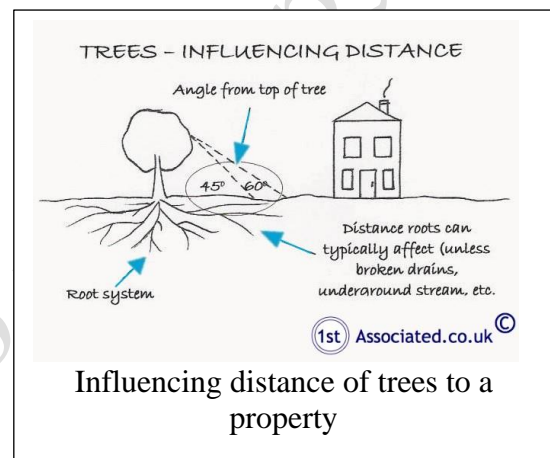 TREES – INFLUENCING DISTANCE
Angle from top of tree
45° 60°
Distance roots can
typically affect (unless
broken drains,
underground stream, etc.
Root system
1st Associated.co.uk ©
Influencing distance of trees to a
property